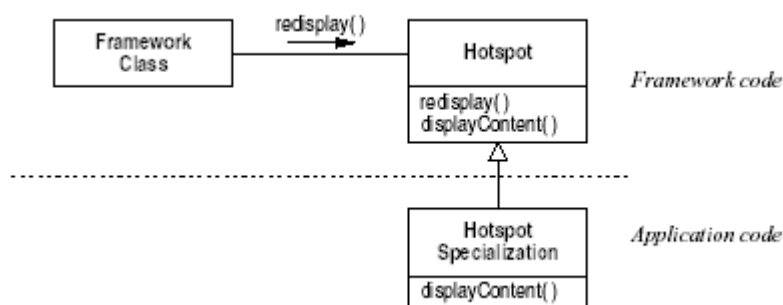 redisplay()
Framework
Class
Hotspot
redisplay()
displayContent()
Framework code
Hotspot
Specialization
displayContent()
Application code